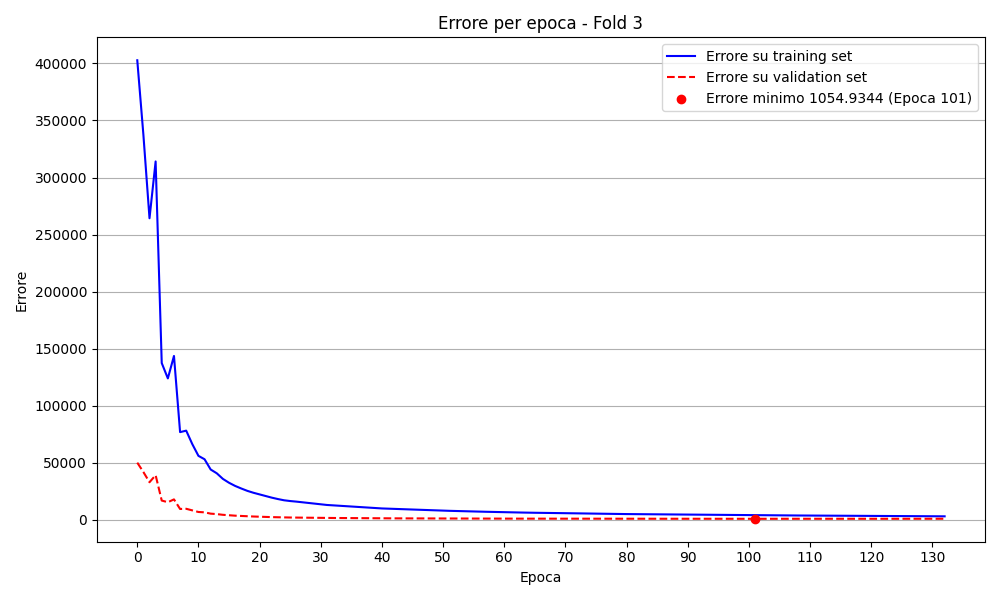 Errore per epoca - Fold 3
Errore su training set
Errore su validation set
Errore minimo 1054.9344 (Epoca 101)
Errore
400000
350000
300000
250000
200000
150000
100000
50000
0
0 10 20 30 40 50 60 70 80 90 100 110 120 130
Epoca